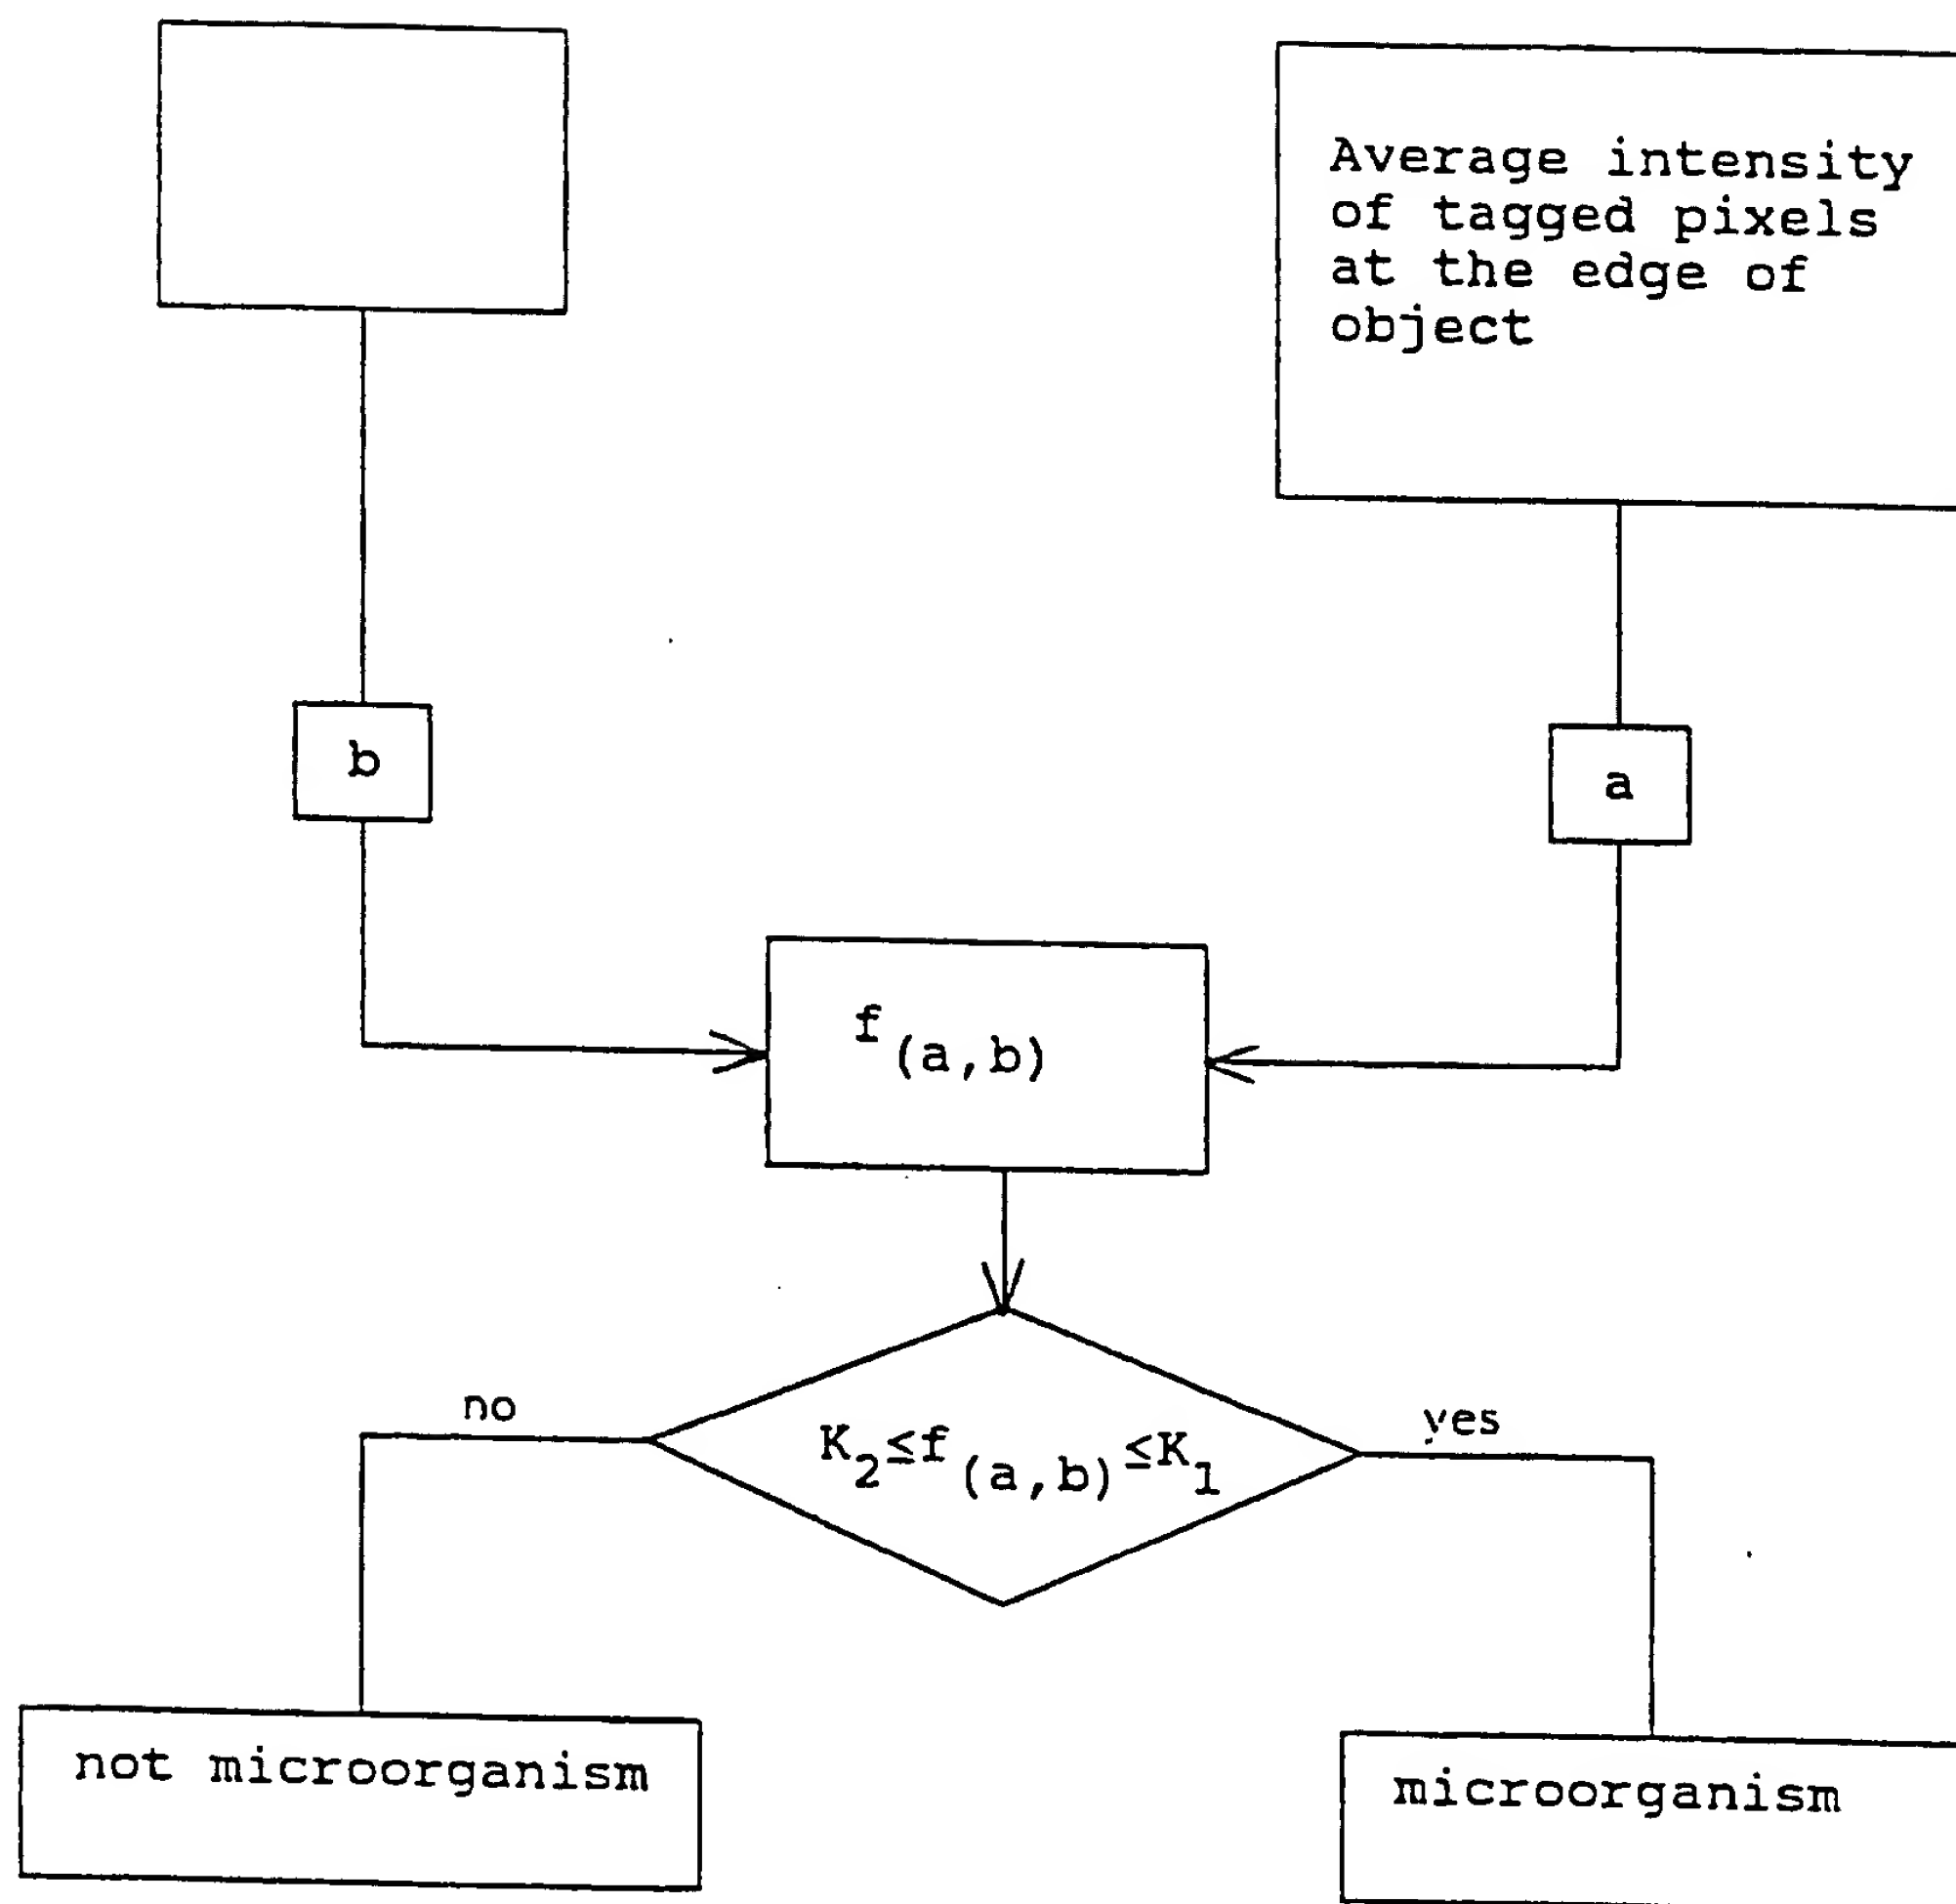 Average intensity
of tagged pixels
at the edge of
object
b
a
f(a,b)
no
K2≤f(a,b)≤K1
yes
not microorganism
microorganism